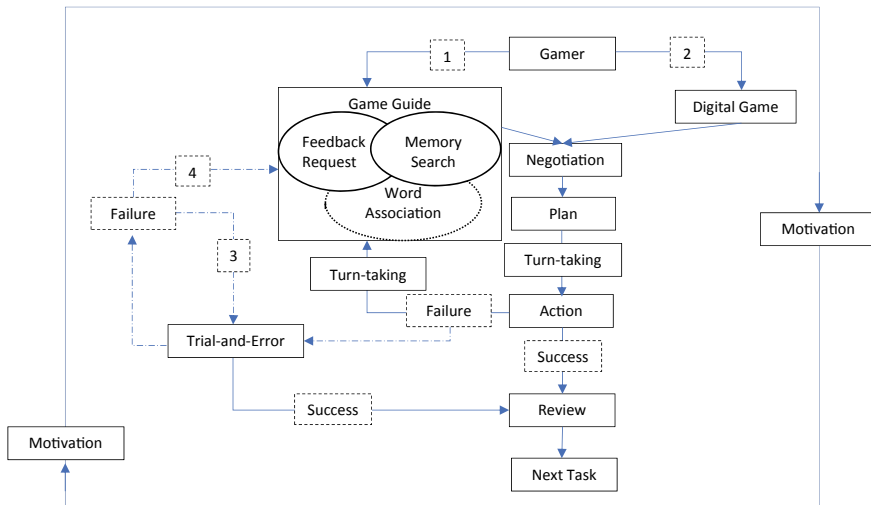 1
Gamer
2
Game Guide
Digital Game
Feedback
Request
Memory
Search
Negotiation
4
Word
Association
Failure
Plan
Motivation
3
Turn-taking
Turn-taking
Failure
Action
Trial-and-Error
Success
Success
Review
Motivation
Next Task